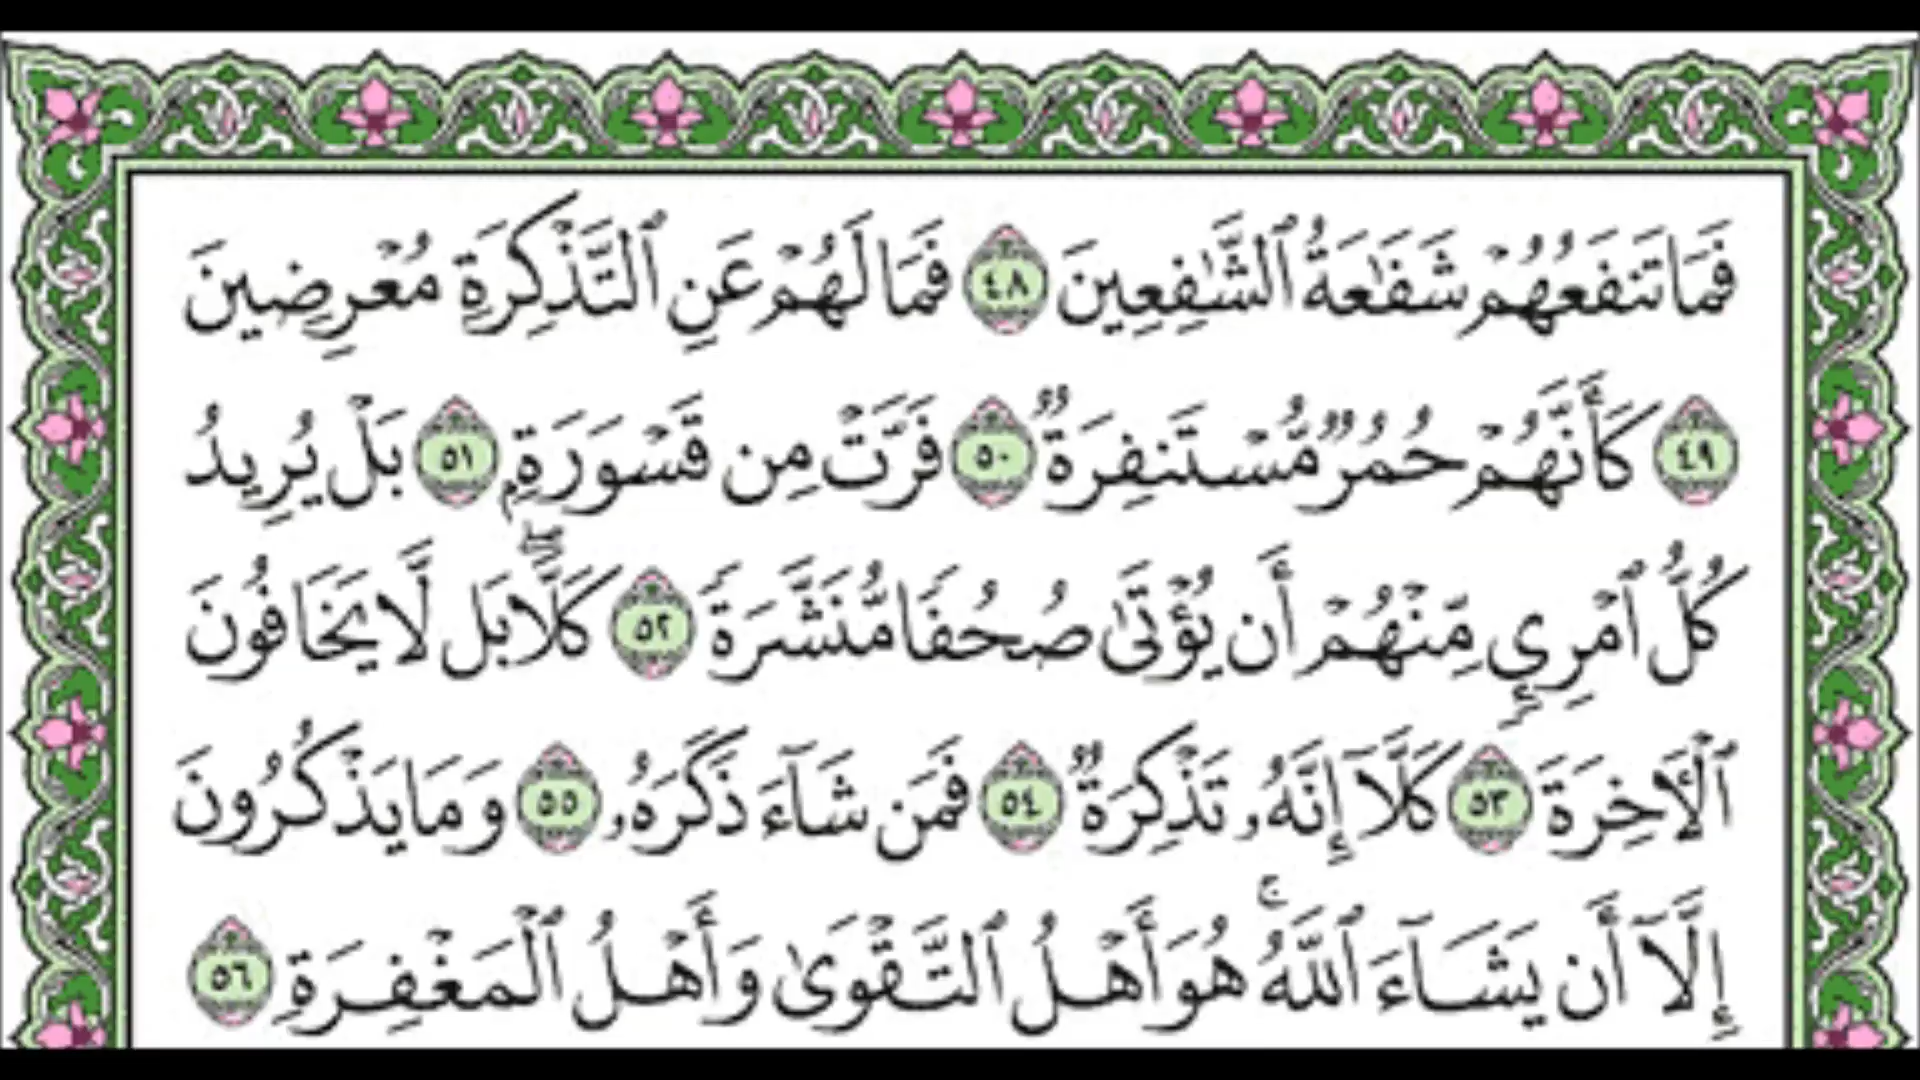 فَمَا تَنفَعُهُمْ شَفَٰعَةُ ٱلشَّٰفِعِينَ ٤٨ فَمَا لَهُمْ عَنِ ٱلتَّذْكِرَةِ مُعْرِضِينَ
٤٩ كَأَنَّهُمْ حُمُرٌ مُّسْتَنفِرَةٌ ٥٠ فَرَّتْ مِن قَسْوَرَةٍۭ ٥١ بَلْ يُرِيدُ
كُلُّ ٱمْرِئٍ مِّنْهُمْ أَن يُؤْتَىٰ صُحُفًا مُّنَشَّرَةً ٥٢ كَلَّاۖ بَل لَّا يَخَافُونَ
ٱلْءَاخِرَةَ ٥٣ كَلَّآ إِنَّهُۥ تَذْكِرَةٌ ٥٤ فَمَن شَآءَ ذَكَرَهُۥ ٥٥ وَمَا يَذْكُرُونَ
إِلَّآ أَن يَشَآءَ ٱللَّهُۚ هُوَ أَهْلُ ٱلتَّقْوَىٰ وَأَهْلُ ٱلْمَغْفِرَةِ ٥٦